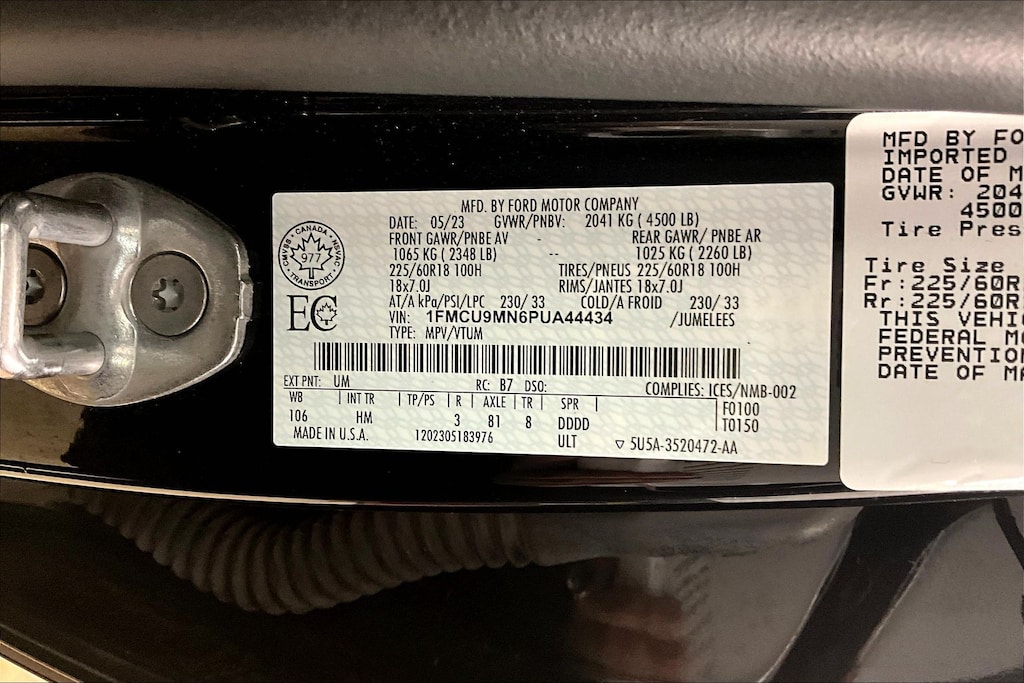 MFD. BY FORD MOTOR COMPANY
DATE: 05/23 GVWR/PNBV: 2041 KG ( 4500 LB)
FRONT GAWR/PNBE AV - REAR GAWR/ PNBE AR
1065 KG ( 2348 LB) -- 1025 KG ( 2260 LB)
225/60R18 100H TIRES/PNEUS 225/60R18 100H
18x7.0J RIMS/JANTES 18x7.0J
AT/A kPa/PSI/LPC 230/ 33 COLD/A FROID 230/ 33
VIN: 1FMCU9MN6PUA44434 /JUMELEES
TYPE: MPV/VTUM
CANADA
CMVSS NSVAC
977
TRANSPORT
EC
EXT PNT: UM RC: B7 DSO: COMPLIES: ICES/NMB-002
WB | INT TR | TP/PS | R | AXLE | TR | SPR | F0100
106 HM 3 81 8 DDDD T0150
MADE IN U.S.A. 1202305183976 ULT ▽ 5U5A-3520472-AA
MFD BY FO
IMPORTED
DATE OF M
GVWR: 204
4500
Tire Pres
Tire Size
Fr:225/60R
Rr:225/60R
THIS VEHI
FEDERAL MO
PREVENTION
DATE OF MA